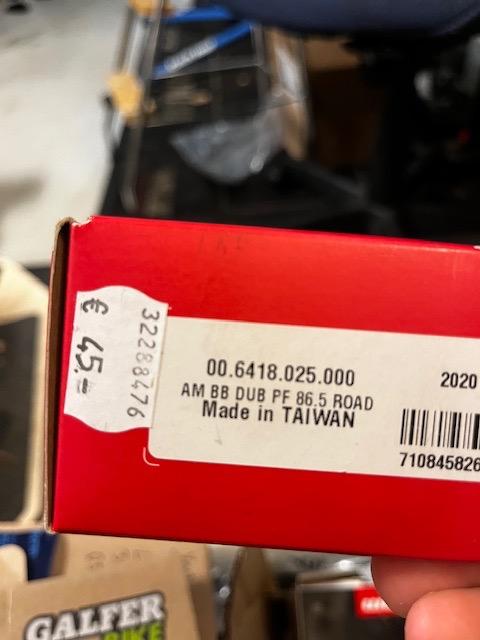 € 45.=
32288476
00.6418.025.000
AM BB DUB PF 86.5 ROAD
Made in TAIWAN
2020
710845826
GALFER
BIKE